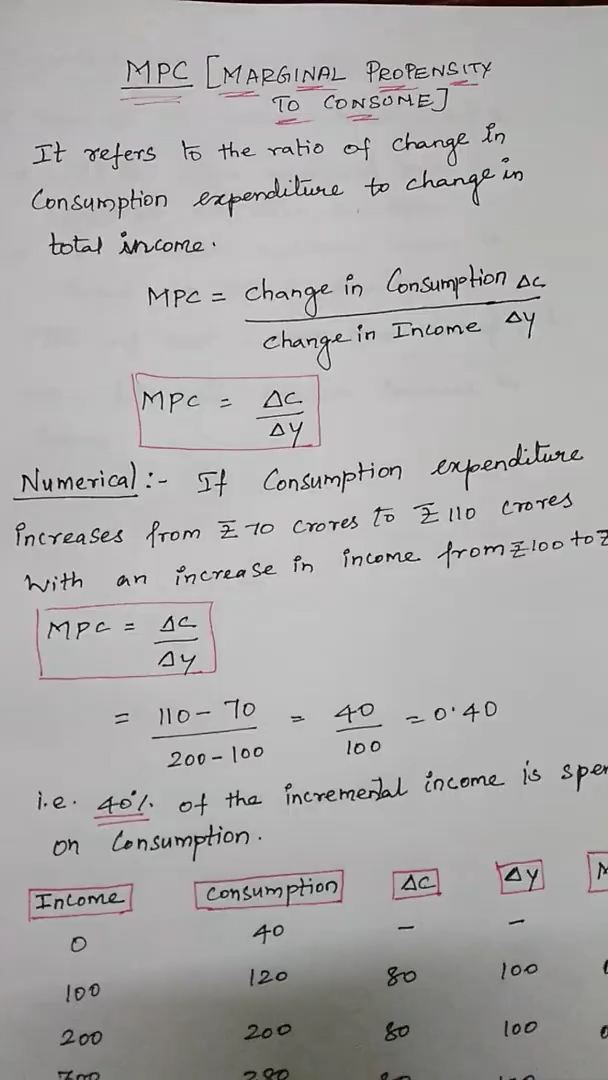 MPC [MARGINAL PROPENSITY
TO CONSUME]
It refers to the ratio of change in
Consumption expenditure to change in
total income.
MPC = change in Consumption ΔC
change in Income ΔY
MPC = ΔC
ΔY
Numerical :- If Consumption expenditure
increases from ₹70 crores to ₹110 crores
with an increase in income from ₹100 to ₹
MPC = ΔC
ΔY
= 110-70 = 40 = 0.40
200-100 100
i.e. 40% of the incremental income is
on Consumption.
Income Consumption ΔC ΔY
0 40 - -
100 120 80 100
200 200 80 100
300 280